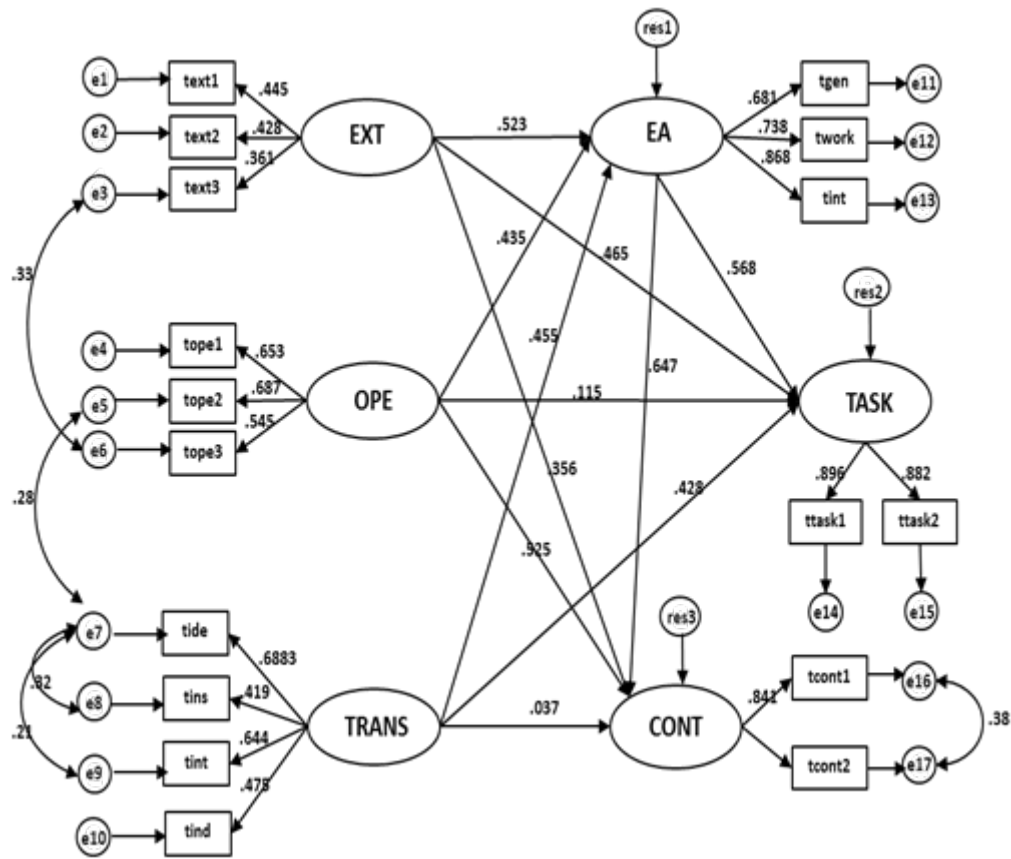 res1
e1
text1
.445
e2
text2
.428
e3
text3
.361
EXT
.523
EA
.681
tgen
e11
.738
twork
e12
.868
tint
e13
.33
.435
.465
.568
res2
e4
tope1
.653
e5
tope2
.687
e6
tope3
.545
OPE
.455
.647
.115
TASK
.28
.356
.428
.896
.882
ttask1
ttask2
.925
e14
e15
e7
tide
.6883
res3
.32
e8
tins
.419
.21
e9
tint
.644
TRANS
.037
CONT
.841
tcont1
e16
.38
tcont2
e17
.475
e10
tind